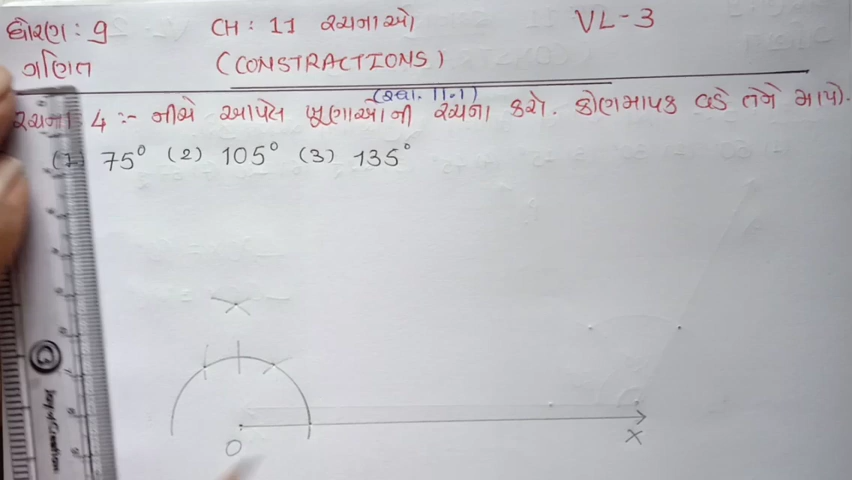 ધોરણ : 9 CH : 11 રચનાઓ VL - 3
ગણિત (CONSTRACTIONS)
(સ્વા. 11.1)
રચના 4 :- નીચે આપેલ ખૂણાઓની રચના કરો. કોણમાપક વડે તેને માપો.
(1) 75° (2) 105° (3) 135°
O X